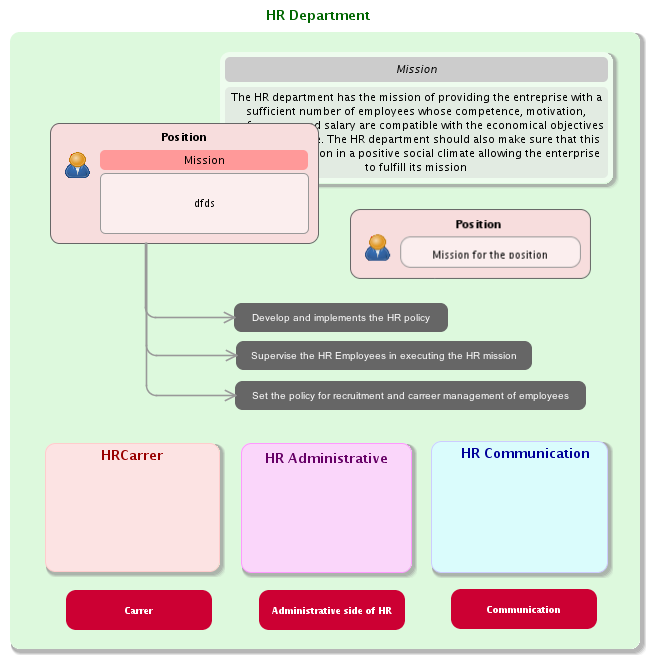 HR Department
Mission
The HR department has the mission of providing the entreprise with a
sufficient number of employees whose competence, motivation,
salary are compatible with the economical objectives
The HR department should also make sure that this
in a positive social climate allowing the enterprise
to fulfill its mission
Position
Mission
dfds
Position
Mission for the position
Develop and implements the HR policy
Supervise the HR Employees in executing the HR mission
Set the policy for recruitment and carreer management of employees
HRCarrer
HR Administrative
HR Communication
Carrer
Administrative side of HR
Communication